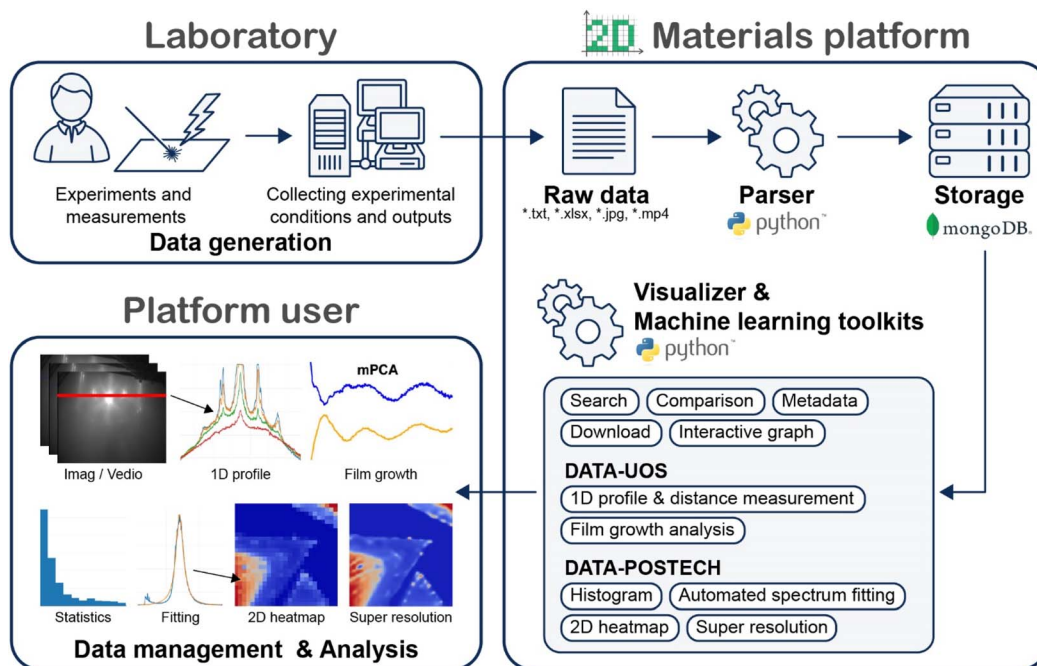 Laboratory
Experiments and
measurements
Collecting experimental
conditions and outputs
Data generation
2D Materials platform
Raw data
*.txt, *.xlsx, *.jpg, *.mp4
Parser
python™
Storage
mongoDB®
Visualizer &
Machine learning toolkits
python™
Search Comparison Metadata
Download Interactive graph
DATA-UOS
1D profile & distance measurement
Film growth analysis
DATA-POSTECH
Histogram Automated spectrum fitting
2D heatmap Super resolution
Platform user
mPCA
Imag / Vedio 1D profile Film growth
Statistics Fitting 2D heatmap Super resolution
Data management & Analysis